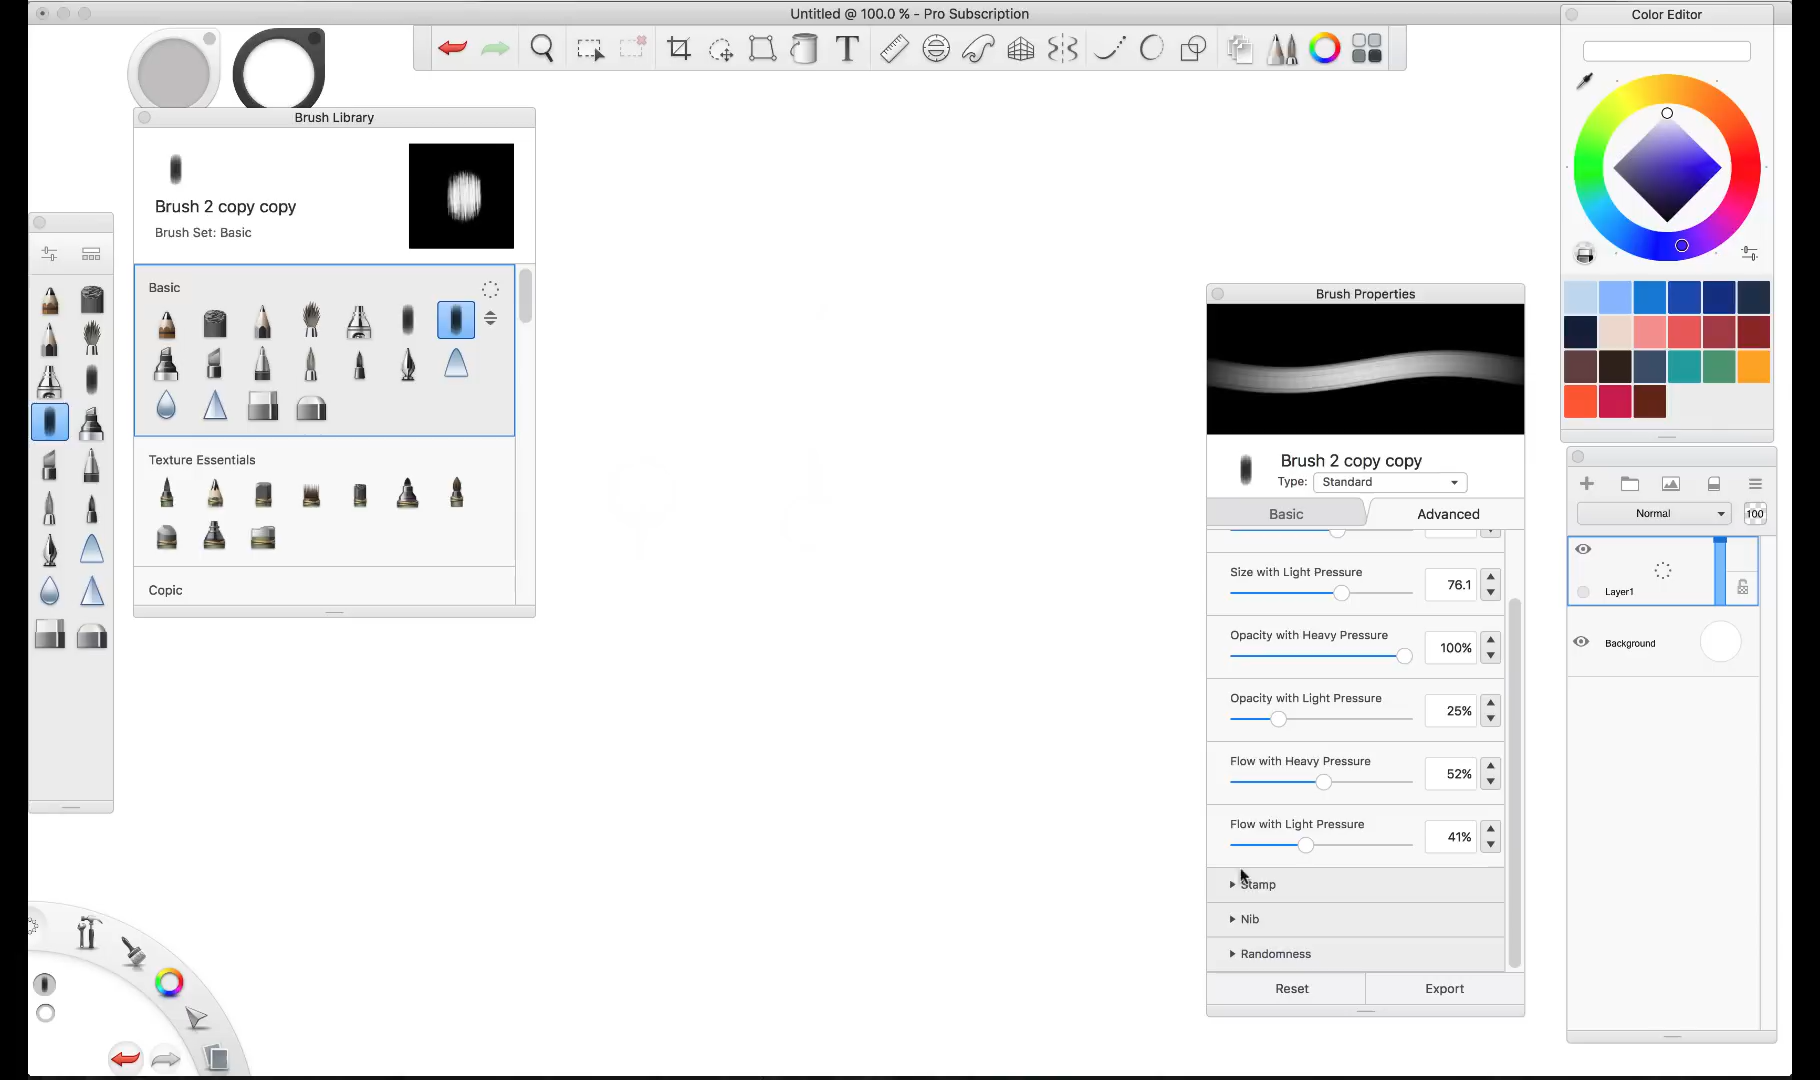 Untitled @ 100.0 % - Pro Subscription
Color Editor
Brush Library
Brush 2 copy copy
Brush Set: Basic
Basic
Texture Essentials
Copic
Brush Properties
Brush 2 copy copy
Type: Standard
Basic Advanced
Size with Light Pressure 76.1
Opacity with Heavy Pressure 100%
Opacity with Light Pressure 25%
Flow with Heavy Pressure 52%
Flow with Light Pressure 41%
Stamp
Nib
Randomness
Reset Export
Normal 100
Layer1
Background